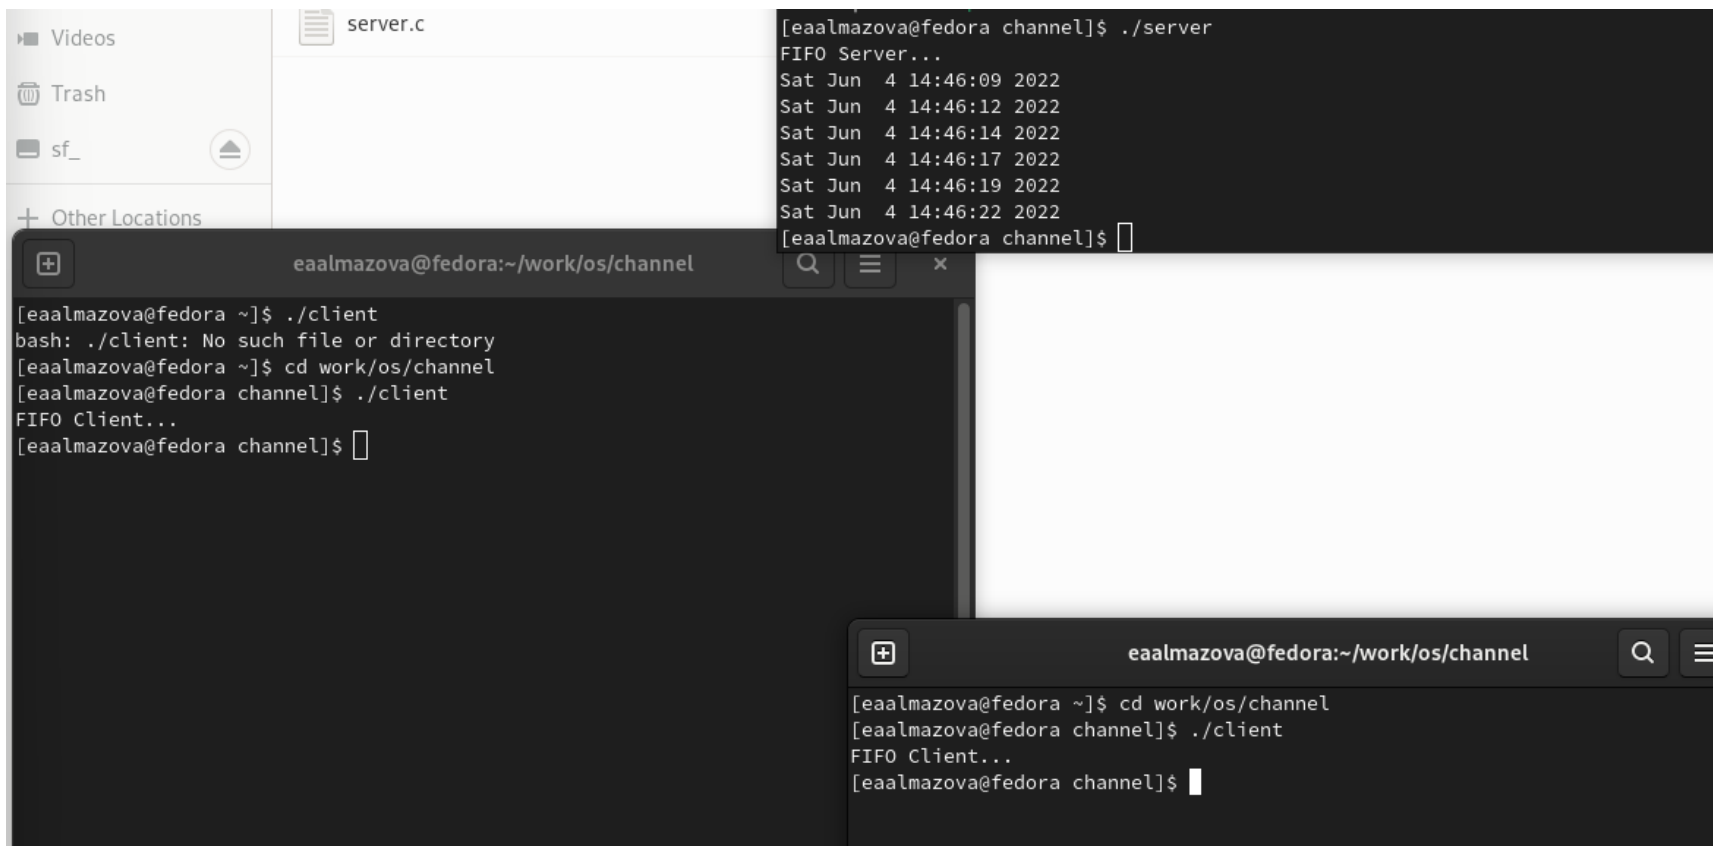 Videos
Trash
sf_
Other Locations
server.c
[eaalmazova@fedora channel]$ ./server
FIFO Server...
Sat Jun  4 14:46:09 2022
Sat Jun  4 14:46:12 2022
Sat Jun  4 14:46:14 2022
Sat Jun  4 14:46:17 2022
Sat Jun  4 14:46:19 2022
Sat Jun  4 14:46:22 2022
[eaalmazova@fedora channel]$
eaalmazova@fedora:~/work/os/channel
[eaalmazova@fedora ~]$ ./client
bash: ./client: No such file or directory
[eaalmazova@fedora ~]$ cd work/os/channel
[eaalmazova@fedora channel]$ ./client
FIFO Client...
[eaalmazova@fedora channel]$
eaalmazova@fedora:~/work/os/channel
[eaalmazova@fedora ~]$ cd work/os/channel
[eaalmazova@fedora channel]$ ./client
FIFO Client...
[eaalmazova@fedora channel]$